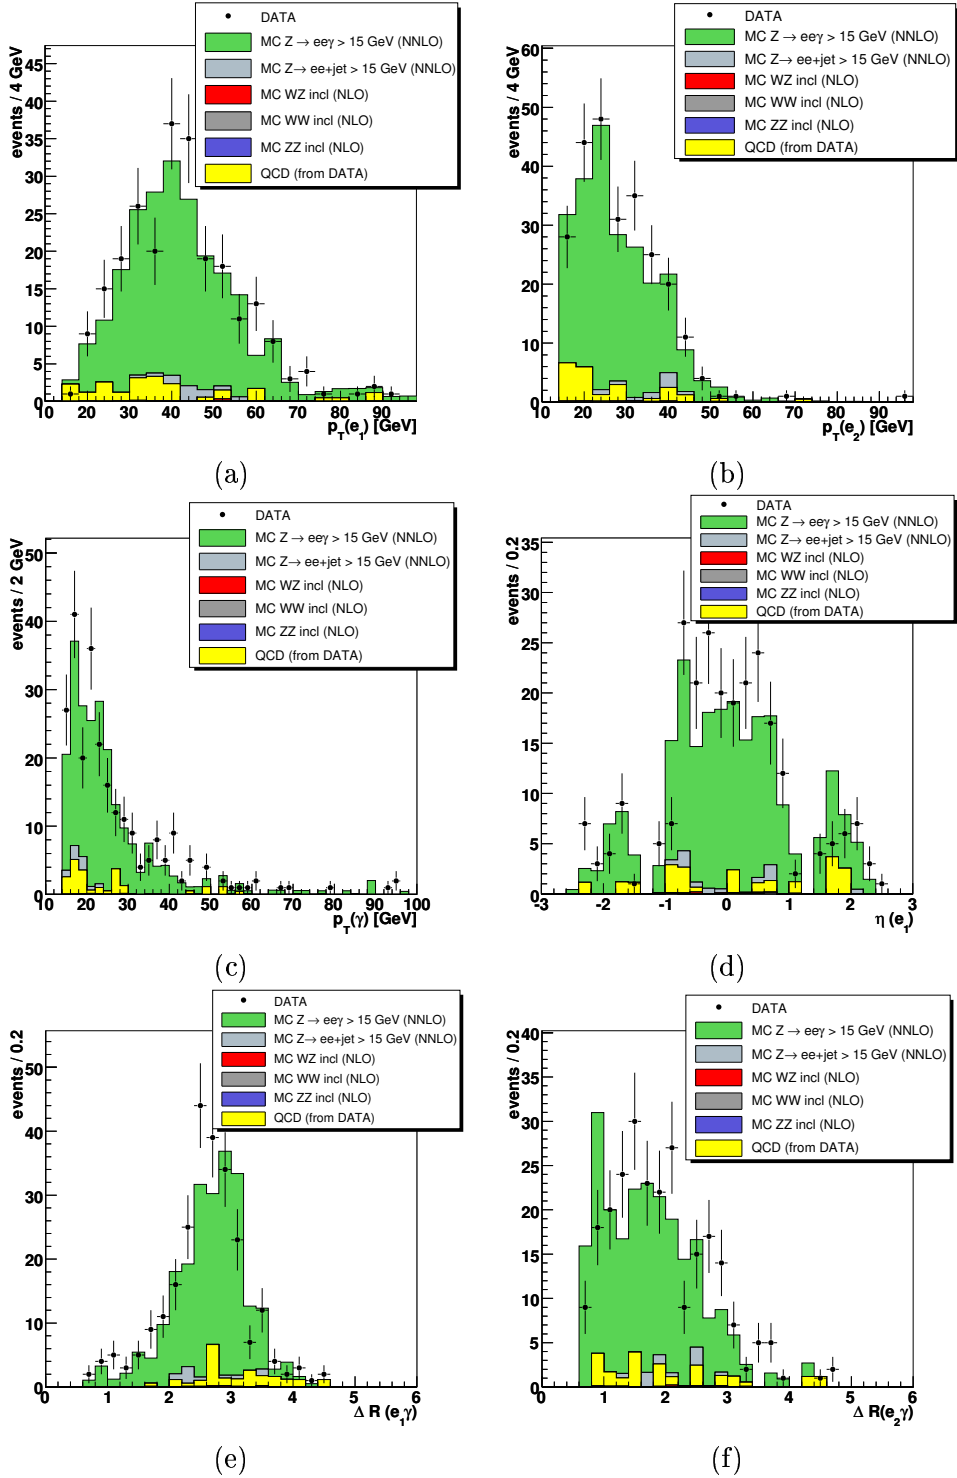 DATA
MC Z → eeγ > 15 GeV (NNLO)
MC Z → ee+jet > 15 GeV (NNLO)
MC WZ incl (NLO)
MC WW incl (NLO)
MC ZZ incl (NLO)
QCD (from DATA)
events / 4 GeV
45
40
35
30
25
20
15
10
5
0
10 20 30 40 50 60 70 80 90
p_T(e_1) [GeV]
(a)
DATA
MC Z → eeγ > 15 GeV (NNLO)
MC Z → ee+jet > 15 GeV (NNLO)
MC WZ incl (NLO)
MC WW incl (NLO)
MC ZZ incl (NLO)
QCD (from DATA)
events / 4 GeV
60
50
40
30
20
10
0
10 20 30 40 50 60 70 80 90
p_T(e_2) [GeV]
(b)
DATA
MC Z → eeγ > 15 GeV (NNLO)
MC Z → ee+jet > 15 GeV (NNLO)
MC WZ incl (NLO)
MC WW incl (NLO)
MC ZZ incl (NLO)
QCD (from DATA)
events / 2 GeV
50
40
30
20
10
0
10 20 30 40 50 60 70 80 90 100
p_T(γ) [GeV]
(c)
DATA
MC Z → eeγ > 15 GeV (NNLO)
MC Z → ee+jet > 15 GeV (NNLO)
MC WZ incl (NLO)
MC WW incl (NLO)
MC ZZ incl (NLO)
QCD (from DATA)
events / 0.2
35
30
25
20
15
10
5
0
-3 -2 -1 0 1 2 3
η (e_1)
(d)
DATA
MC Z → eeγ > 15 GeV (NNLO)
MC Z → ee+jet > 15 GeV (NNLO)
MC WZ incl (NLO)
MC WW incl (NLO)
MC ZZ incl (NLO)
QCD (from DATA)
events / 0.2
50
40
30
20
10
0
0 1 2 3 4 5 6
Δ R (e_1γ)
(e)
DATA
MC Z → eeγ > 15 GeV (NNLO)
MC Z → ee+jet > 15 GeV (NNLO)
MC WZ incl (NLO)
MC WW incl (NLO)
MC ZZ incl (NLO)
QCD (from DATA)
events / 0.2
40
35
30
25
20
15
10
5
0
0 1 2 3 4 5 6
Δ R(e_2γ)
(f)